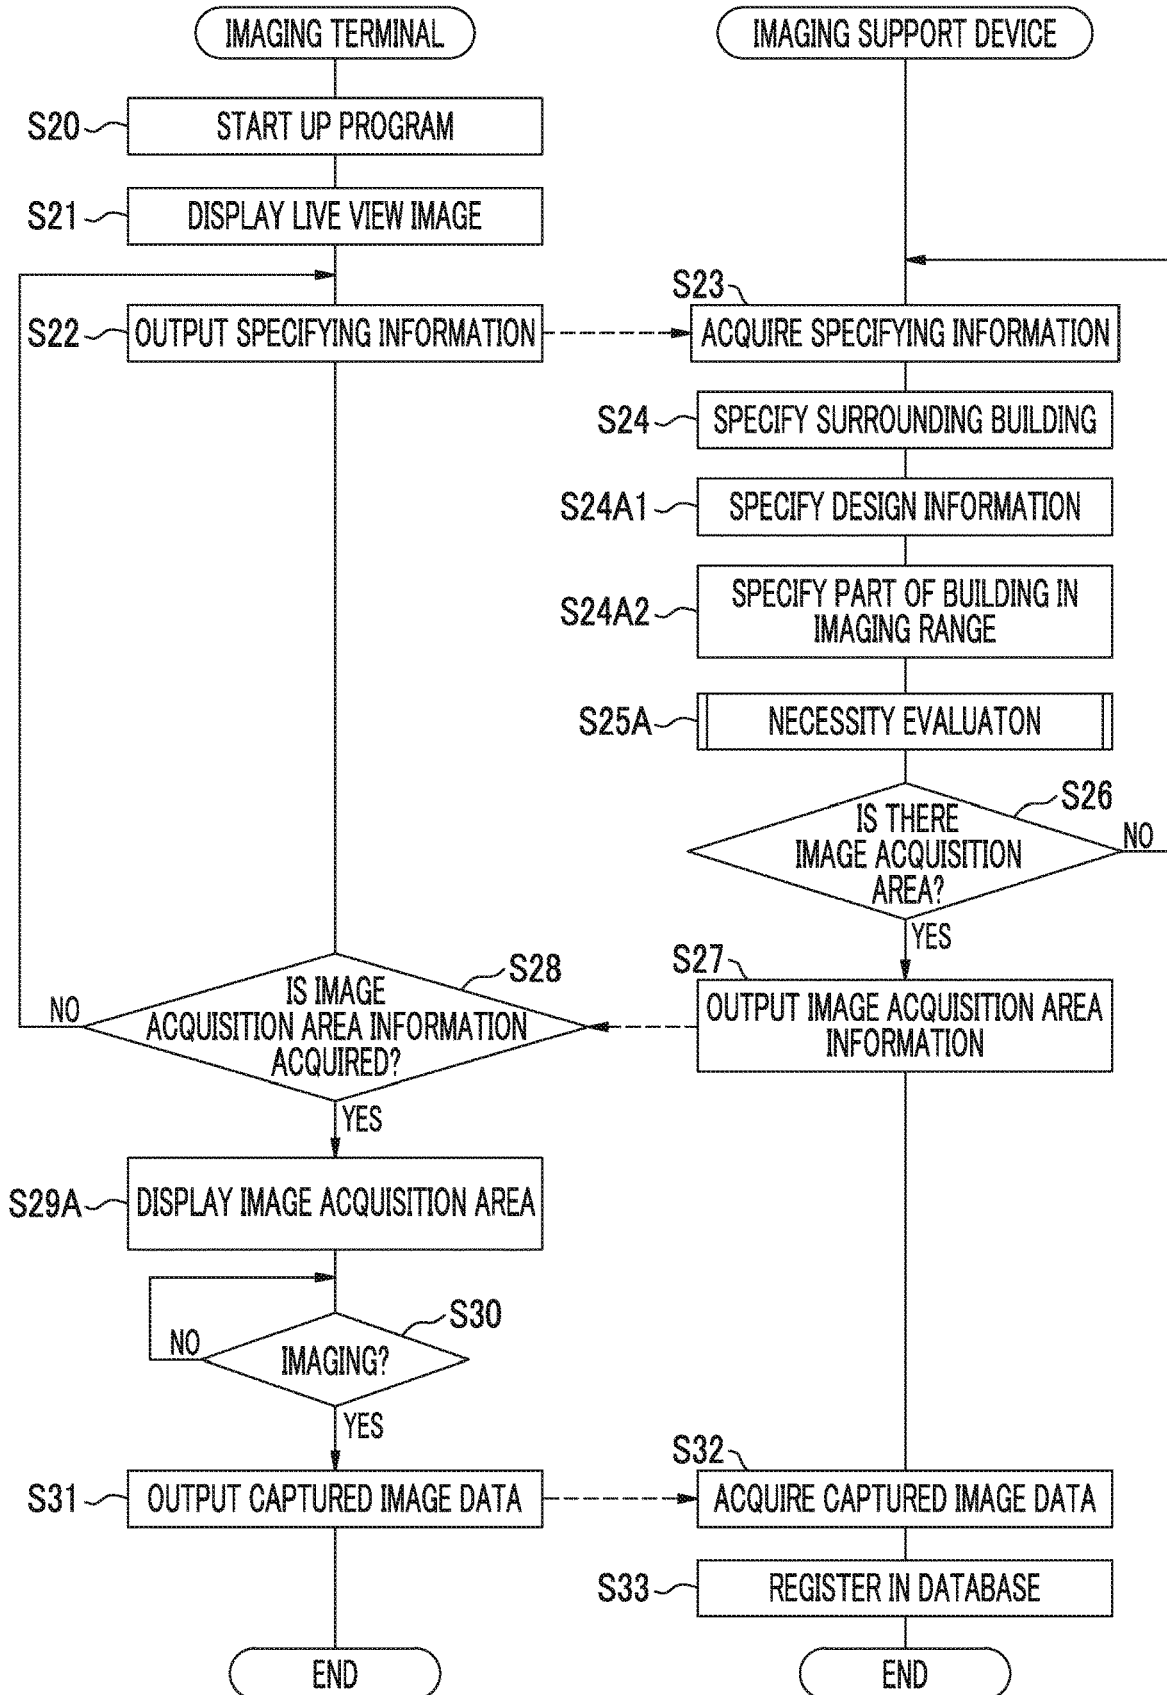 IMAGING TERMINAL
IMAGING SUPPORT DEVICE
S20
START UP PROGRAM
S21
DISPLAY LIVE VIEW IMAGE
S22
OUTPUT SPECIFYING INFORMATION
S23
ACQUIRE SPECIFYING INFORMATION
S24
SPECIFY SURROUNDING BUILDING
S24A1
SPECIFY DESIGN INFORMATION
S24A2
SPECIFY PART OF BUILDING IN
IMAGING RANGE
S25A
NECESSITY EVALUATON
S26
IS THERE
IMAGE ACQUISITION
AREA?
NO
YES
S27
OUTPUT IMAGE ACQUISITION AREA
INFORMATION
S28
IS IMAGE
ACQUISITION AREA INFORMATION
ACQUIRED?
NO
YES
S29A
DISPLAY IMAGE ACQUISITION AREA
S30
IMAGING?
NO
YES
S31
OUTPUT CAPTURED IMAGE DATA
S32
ACQUIRE CAPTURED IMAGE DATA
S33
REGISTER IN DATABASE
END
END